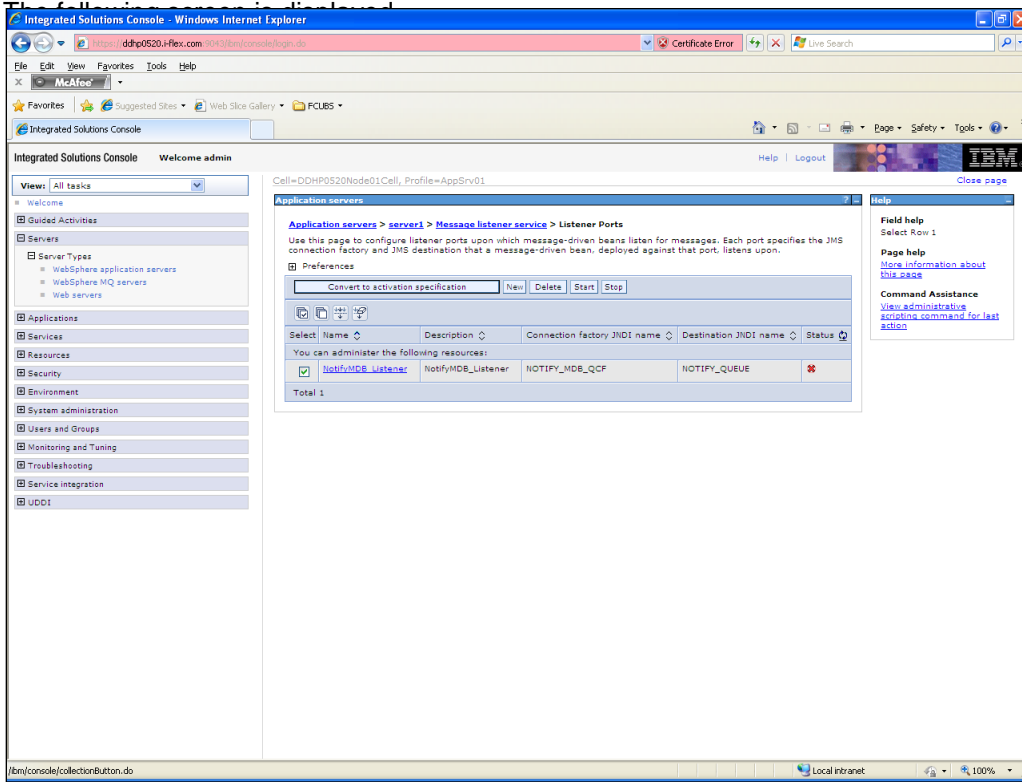 The following screen is displayed
Integrated Solutions Console - Windows Internet Explorer
https://ddhp0520.i-flex.com:9043/ibm/console/login.do
Certificate Error
Live Search
File Edit View Favorites Tools Help
x McAfee
Favorites Suggested Sites Web Slice Gallery FCUBS
Integrated Solutions Console
Page Safety Tools
Integrated Solutions Console Welcome admin
Help | Logout
IBM.
View: All tasks
Cell=DDHP0520Node01Cell, Profile=AppSrv01
Close page
Welcome
Guided Activities
Servers
Server Types
WebSphere application servers
WebSphere MQ servers
Web servers
Applications
Services
Resources
Security
Environment
System administration
Users and Groups
Monitoring and Tuning
Troubleshooting
Service integration
UDDI
Application servers ? -
Application servers > server1 > Message listener service > Listener Ports
Use this page to configure listener ports upon which message-driven beans listen for messages. Each port specifies the JMS
connection factory and JMS destination that a message-driven bean, deployed against that port, listens upon.
Preferences
Convert to activation specification New Delete Start Stop
Select Name Description Connection factory JNDI name Destination JNDI name Status
You can administer the following resources:
NotifyMDB_Listener NotifyMDB_Listener NOTIFY_MDB_QCF NOTIFY_QUEUE
Total 1
Help
Field help
Select Row 1
Page help
More information about
this page
Command Assistance
View administrative
scripting command for last
action
/ibm/console/collectionButton.do
Local intranet
100%